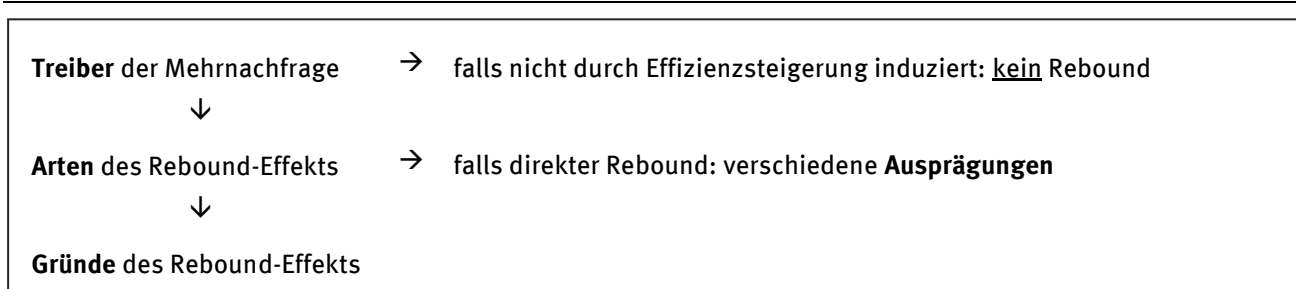 Treiber der Mehrnachfrage → falls nicht durch Effizienzsteigerung induziert: kein Rebound
↓
Arten des Rebound-Effekts → falls direkter Rebound: verschiedene Ausprägungen
↓
Gründe des Rebound-Effekts